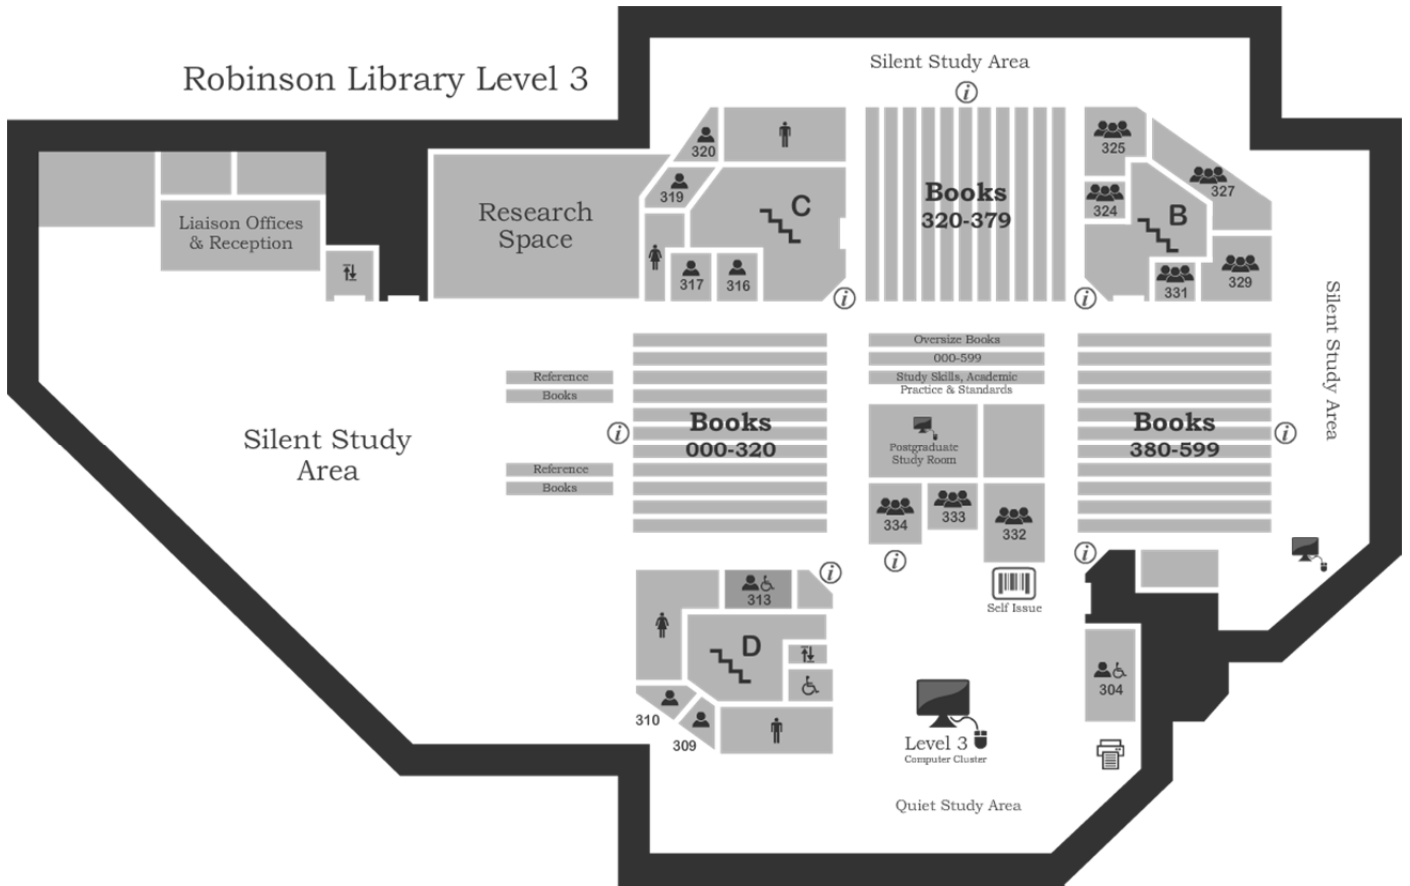 Robinson Library Level 3
Silent Study Area
320
319
317
316
C
Research
Space
Liaison Offices
& Reception
Books
320-379
325
324
327
B
331
329
Silent Study Area
Oversize Books
000-599
Study Skills, Academic
Practice & Standards
Reference
Books
Reference
Books
Silent Study
Area
Books
000-320
Postgraduate
Study Room
334
333
332
Books
380-599
Self Issue
313
D
310
309
304
Level 3
Computer Cluster
Quiet Study Area
i
i
i
i
i
i
i
i